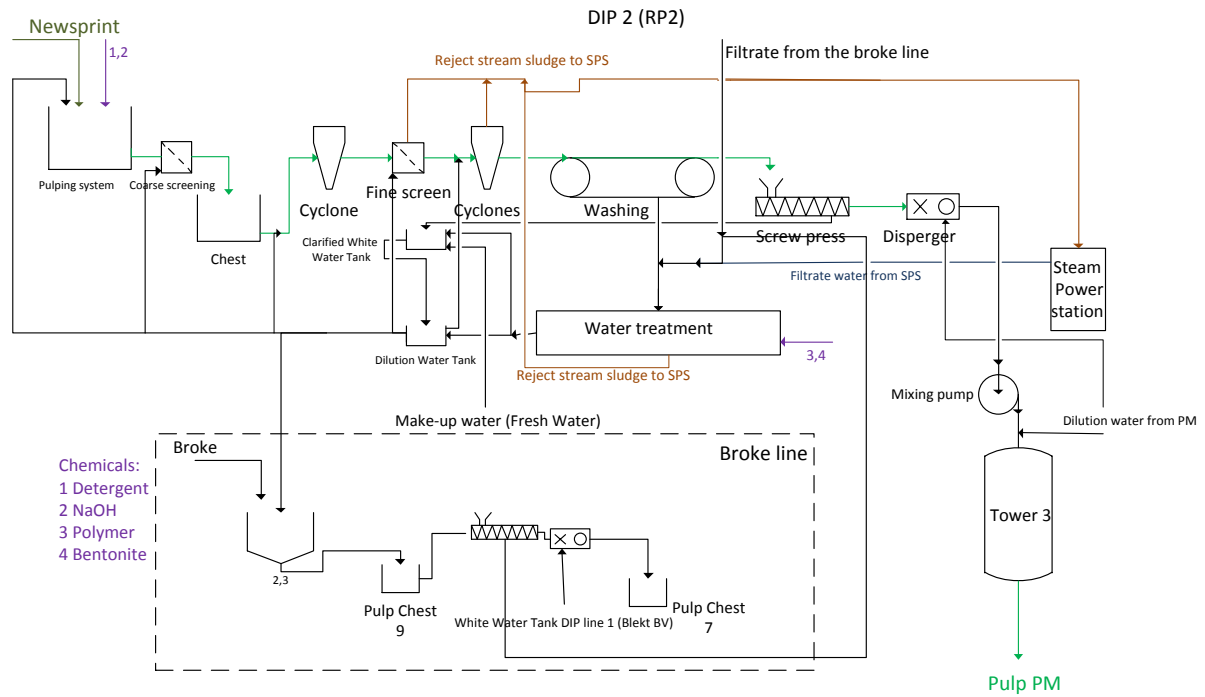 DIP 2 (RP2)
Newsprint
1,2
Reject stream sludge to SPS
Filtrate from the broke line
Pulping system
Coarse screening
Chest
Cyclone
Fine screen
Cyclones
Washing
Screw press
Disperger
Clarified White
Water Tank
Filtrate water from SPS
Steam
Power
station
Water treatment
3,4
Dilution Water Tank
Reject stream sludge to SPS
Mixing pump
Make-up water (Fresh Water)
Dilution water from PM
Broke
Broke line
Chemicals:
1 Detergent
2 NaOH
3 Polymer
4 Bentonite
2,3
Tower 3
Pulp Chest
9
White Water Tank DIP line 1 (Blekt BV)
Pulp Chest
7
Pulp PM